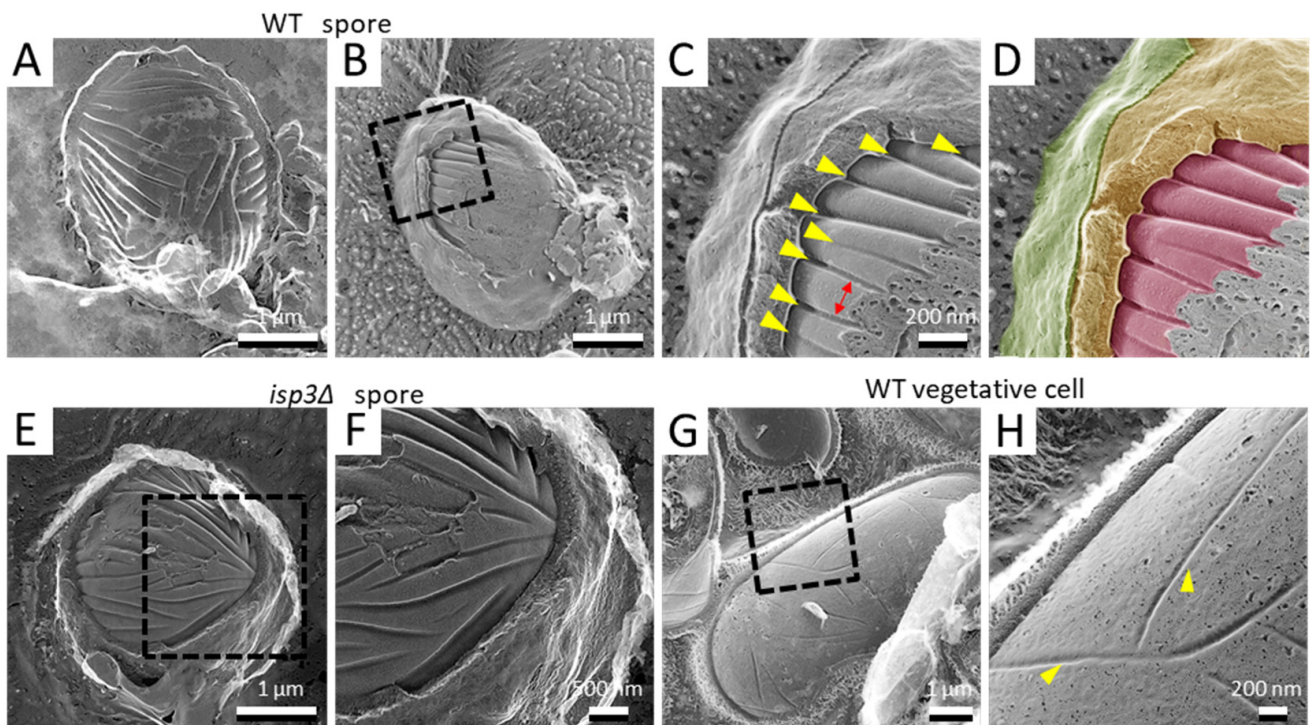 WT spore
A B C D
1 µm 1 µm 200 nm
isp3Δ spore WT vegetative cell
E F G H
1 µm 500 nm 1 µm 200 nm